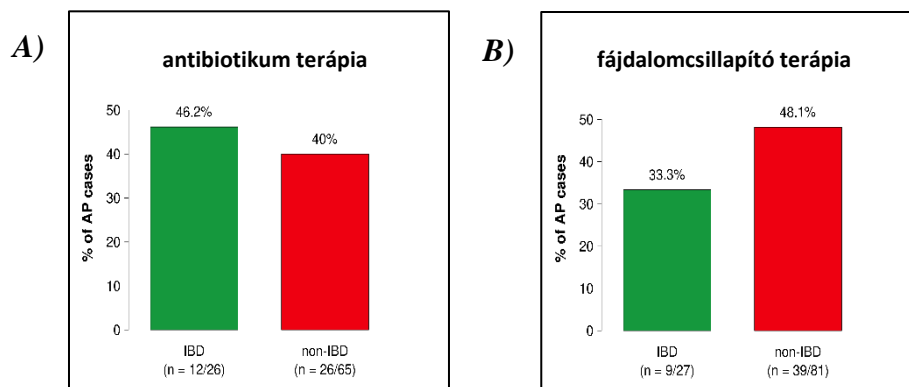 A)
antibiotikum terápia
% of AP cases
50
40
30
20
10
0
46.2%
40%
IBD
(n = 12/26)
non-IBD
(n = 26/65)
B)
fájdalomcsillapító terápia
% of AP cases
50
40
30
20
10
0
33.3%
48.1%
IBD
(n = 9/27)
non-IBD
(n = 39/81)